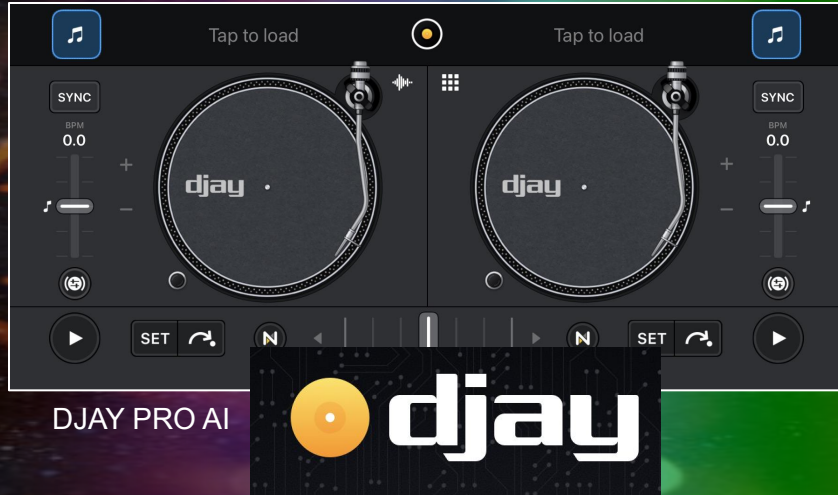 Tap to load
Tap to load
SYNC
SYNC
BPM
BPM
0.0
0.0
djay
djay
SET
SET
DJAY PRO AI
djay